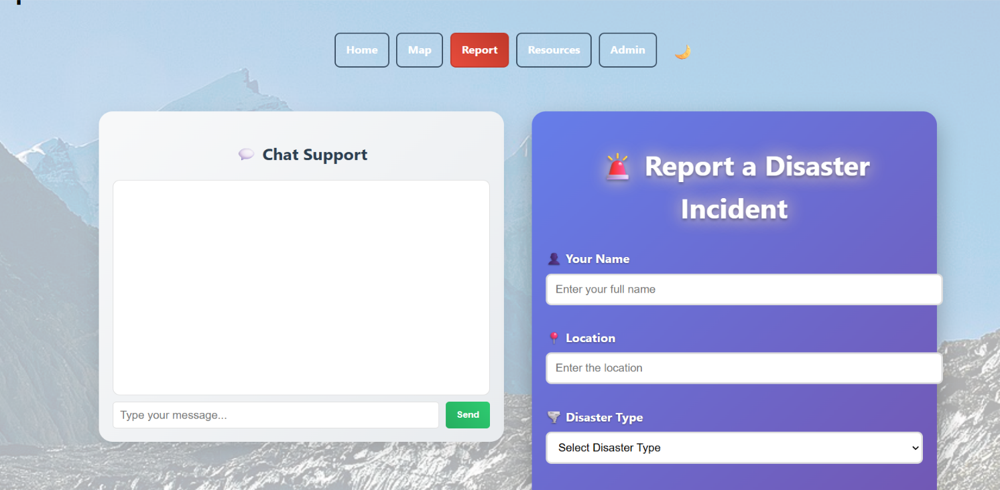 Home Map Report Resources Admin
Chat Support
Type your message...
Send
Report a Disaster
Incident
Your Name
Enter your full name
Location
Enter the location
Disaster Type
Select Disaster Type